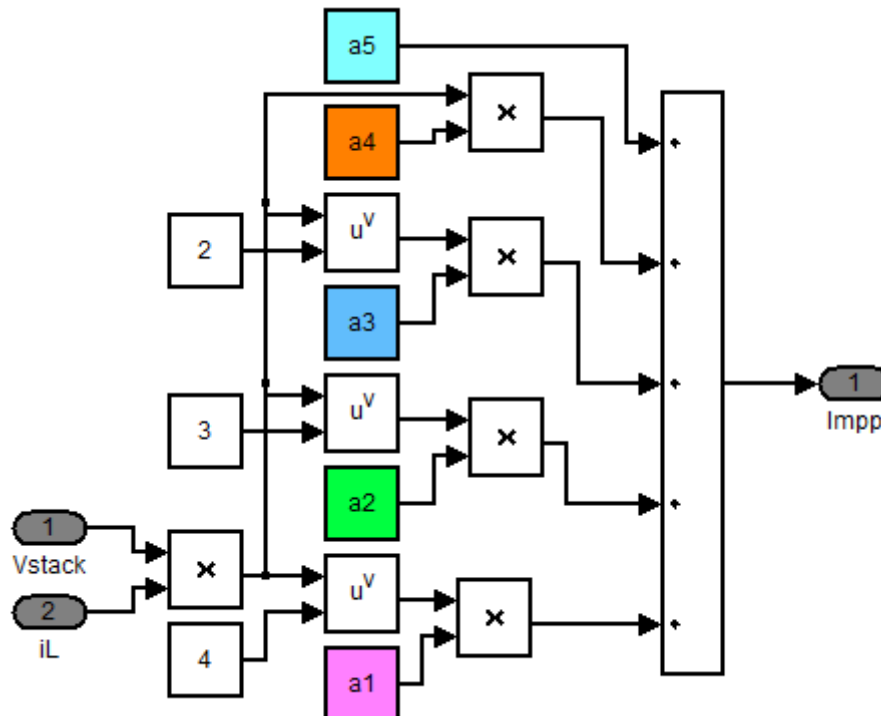 a5
×
a4
2
u^v
×
a3
3
u^v
×
a2
1
Impp
1
Vstack
×
2
iL
4
u^v
×
a1